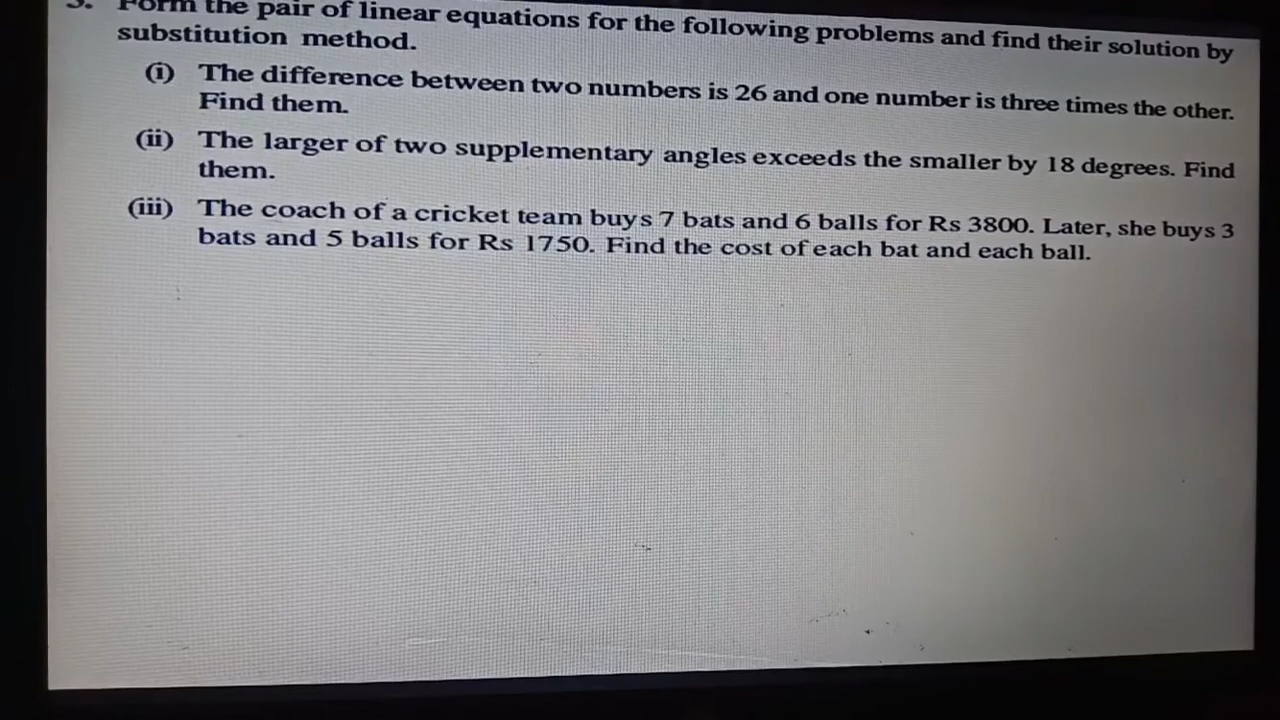 3. Form the pair of linear equations for the following problems and find their solution by
substitution method.
(i) The difference between two numbers is 26 and one number is three times the other.
Find them.
(ii) The larger of two supplementary angles exceeds the smaller by 18 degrees. Find
them.
(iii) The coach of a cricket team buys 7 bats and 6 balls for Rs 3800. Later, she buys 3
bats and 5 balls for Rs 1750. Find the cost of each bat and each ball.